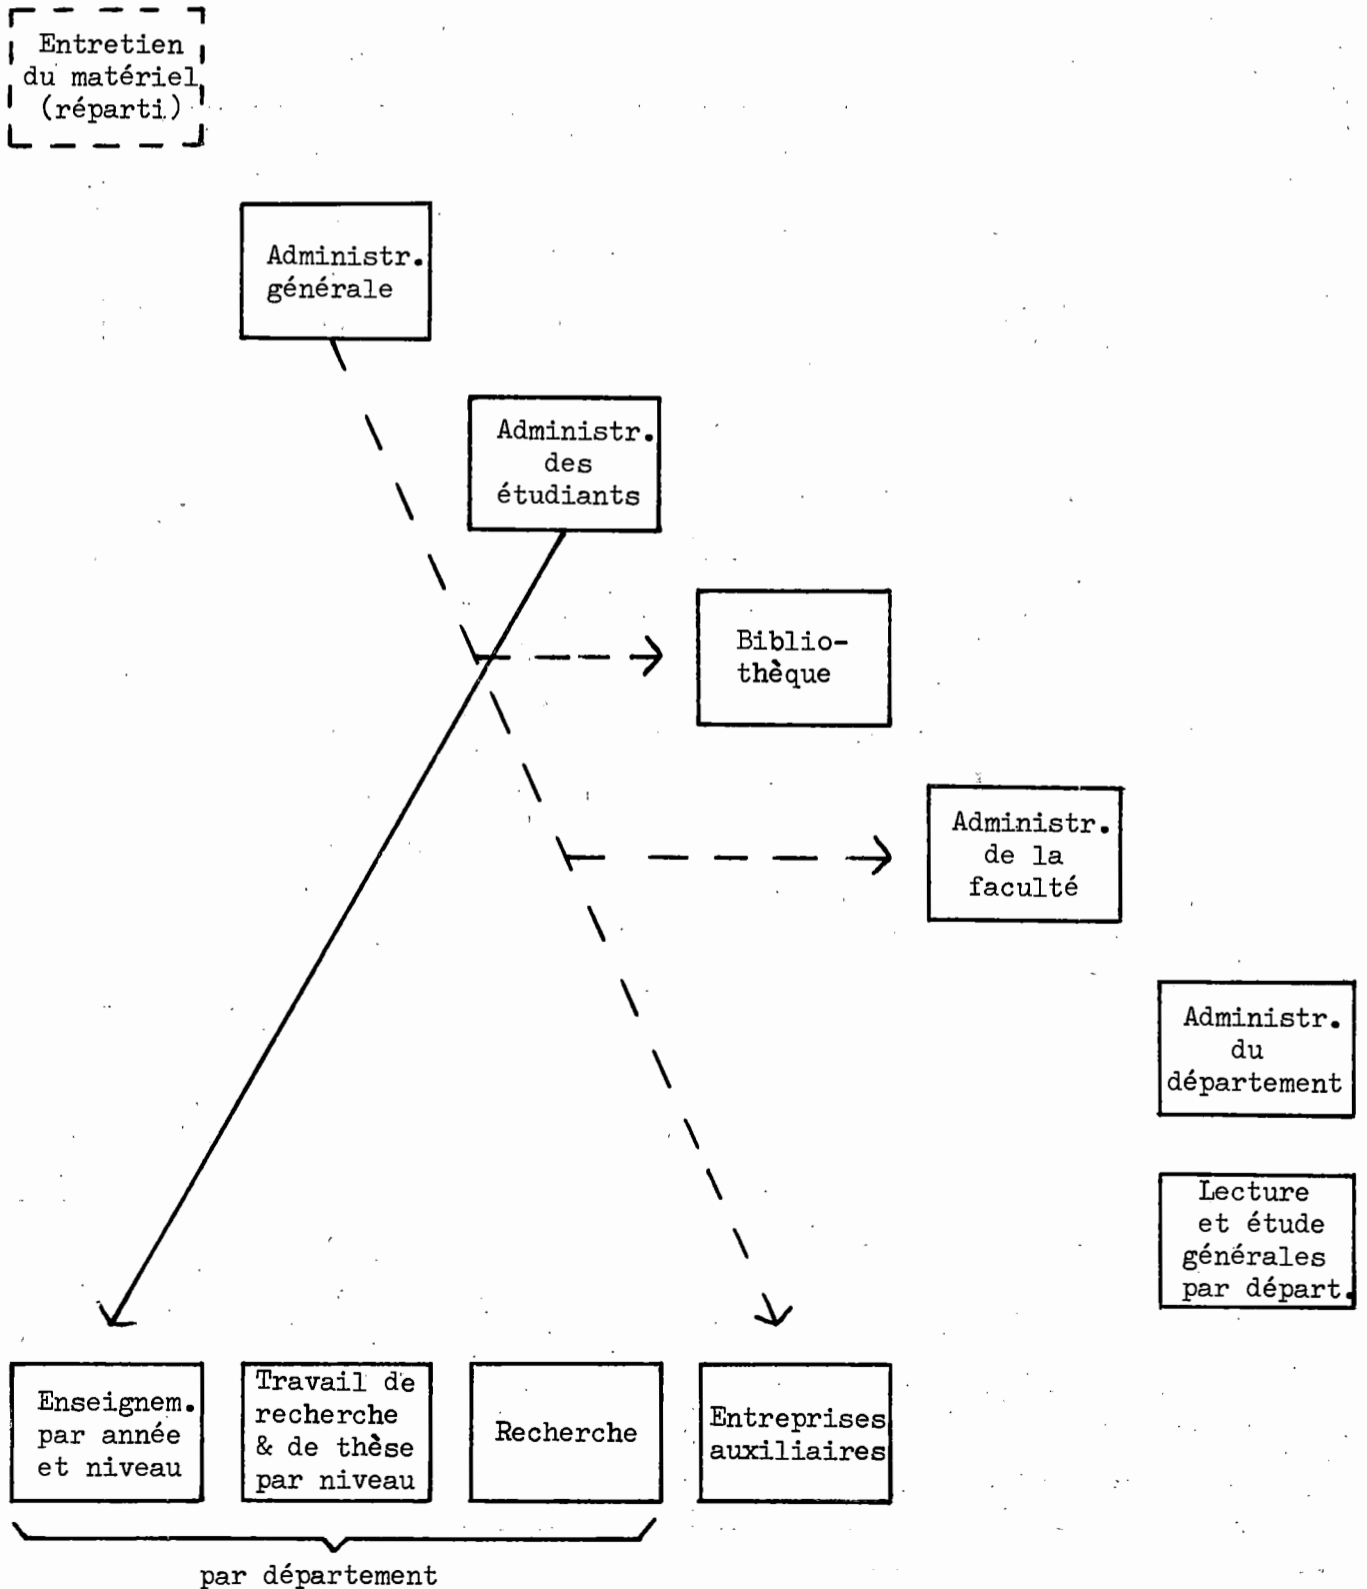 Entretien
du matériel
(réparti)
Administr.
générale
Administr.
des
étudiants
Biblio-
thèque
Administr.
de la
faculté
Administr.
du
département
Lecture
et étude
générales
par départ.
Enseignem.
par année
et niveau
Travail de
recherche
& de thèse
par niveau
Recherche
Entreprises
auxiliaires
par département